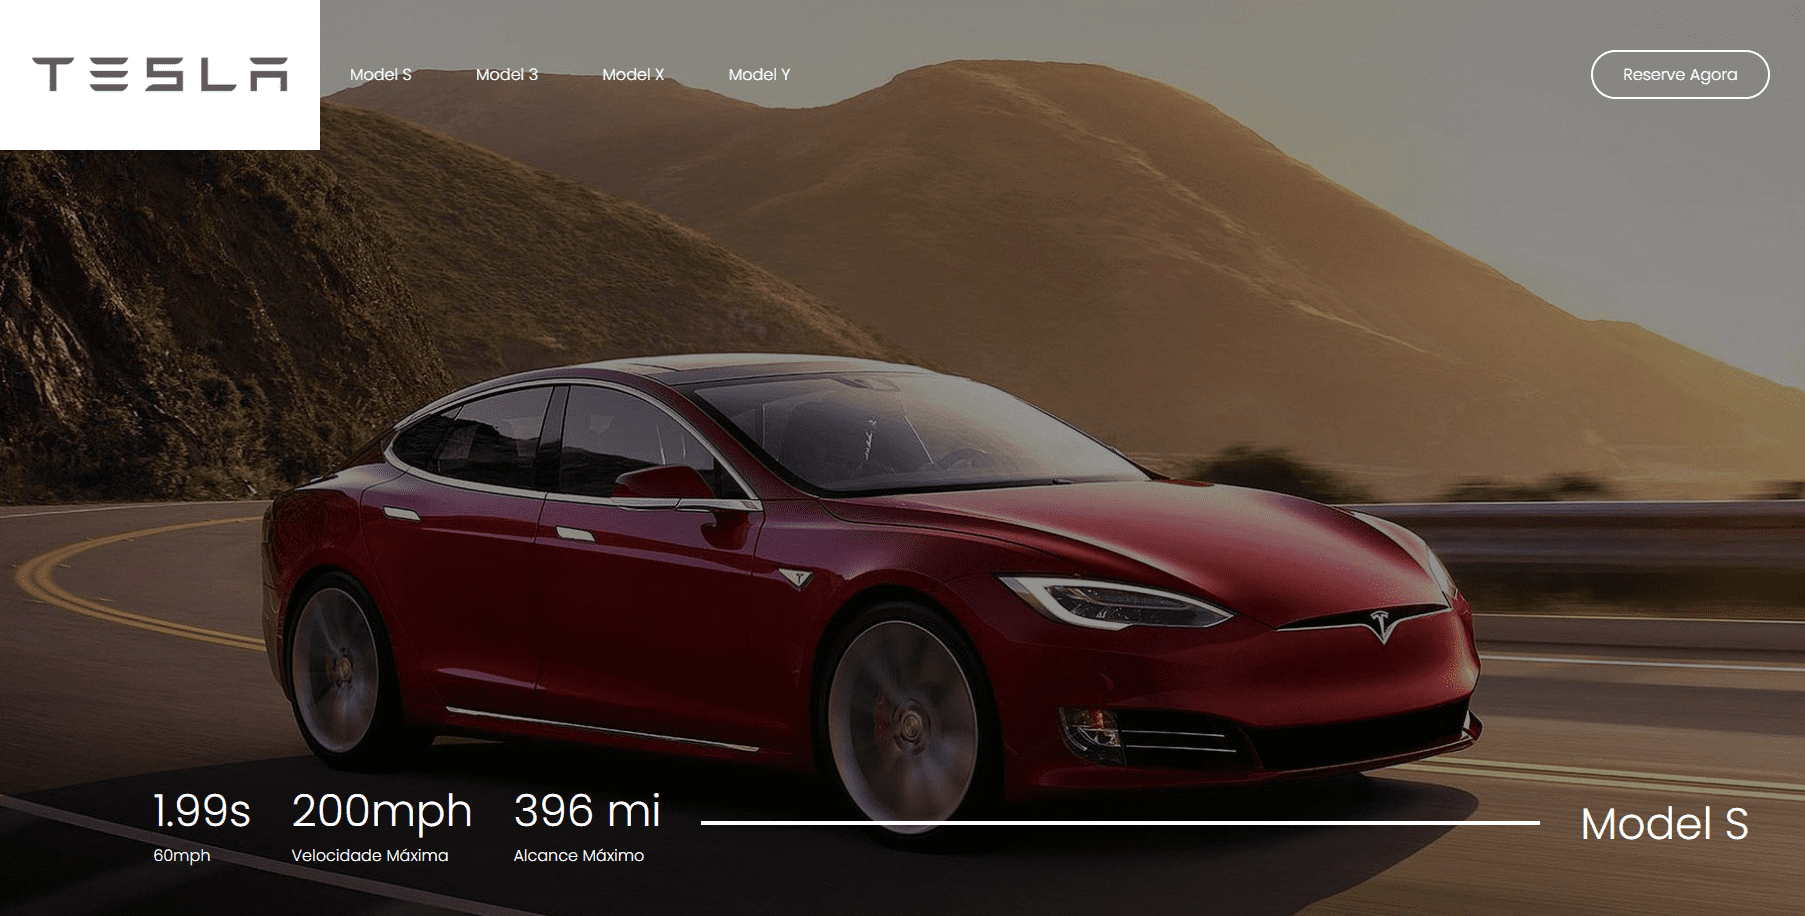 TESLA
Model S
Model 3
Model X
Model Y
Reserve Agora
1.99s
200mph
396 mi
60mph
Velocidade Máxima
Alcance Máximo
Model S